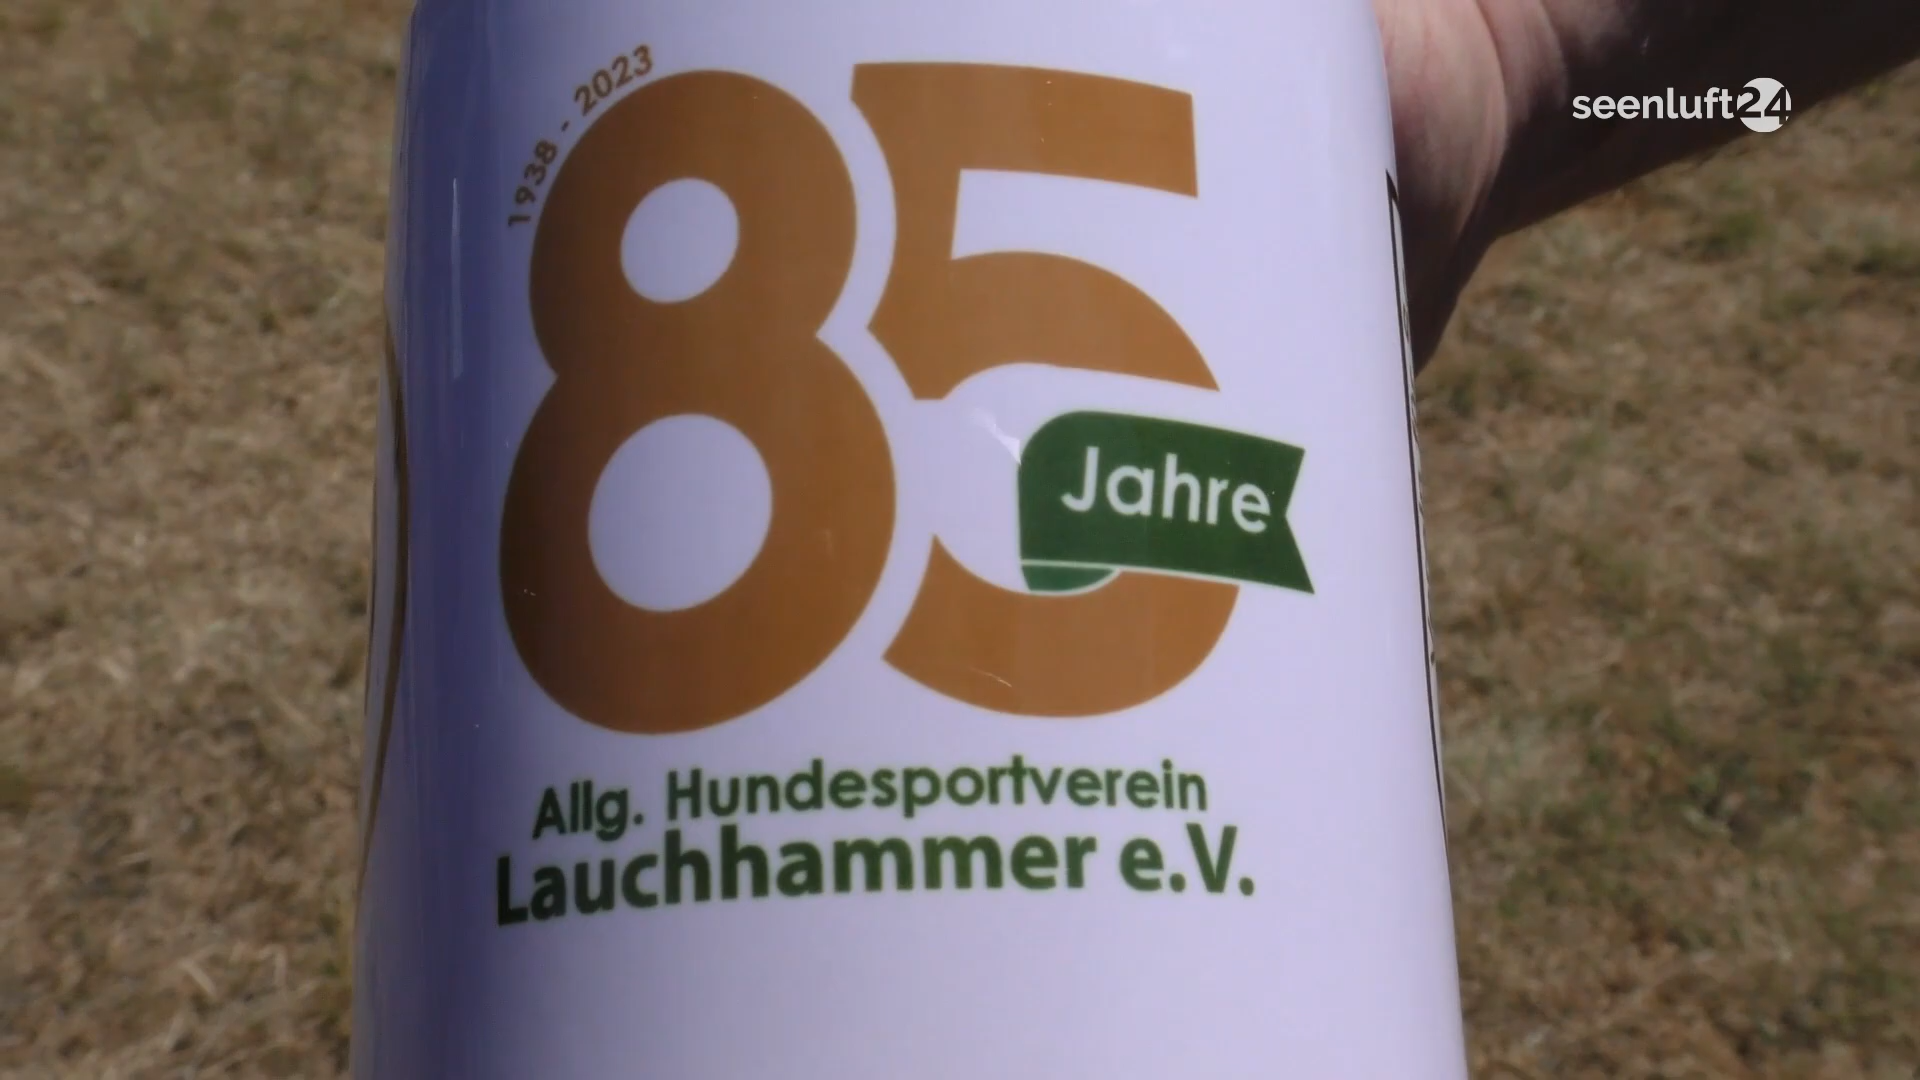 seenluft24
1938 - 2023
85
Jahre
Allg. Hundesportverein
Lauchhammer e.V.